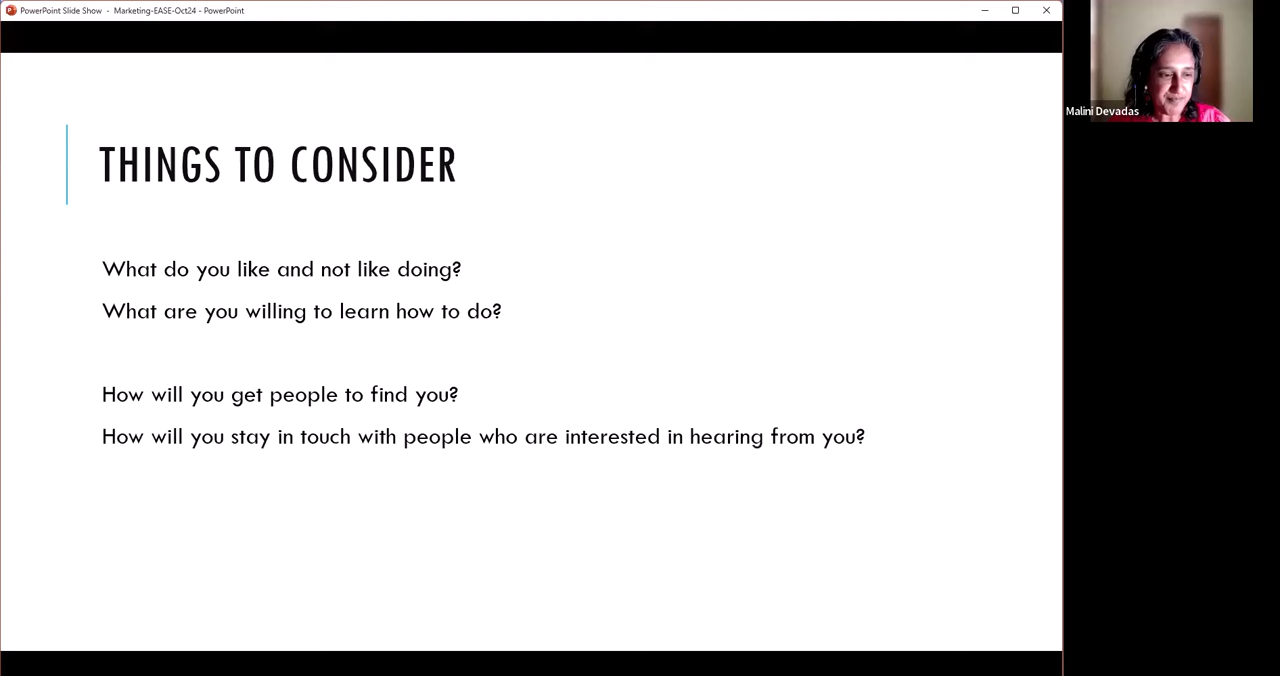 PowerPoint Slide Show - Marketing-EASE-Oct24 - PowerPoint
Malini Devadas
THINGS TO CONSIDER
What do you like and not like doing?
What are you willing to learn how to do?
How will you get people to find you?
How will you stay in touch with people who are interested in hearing from you?